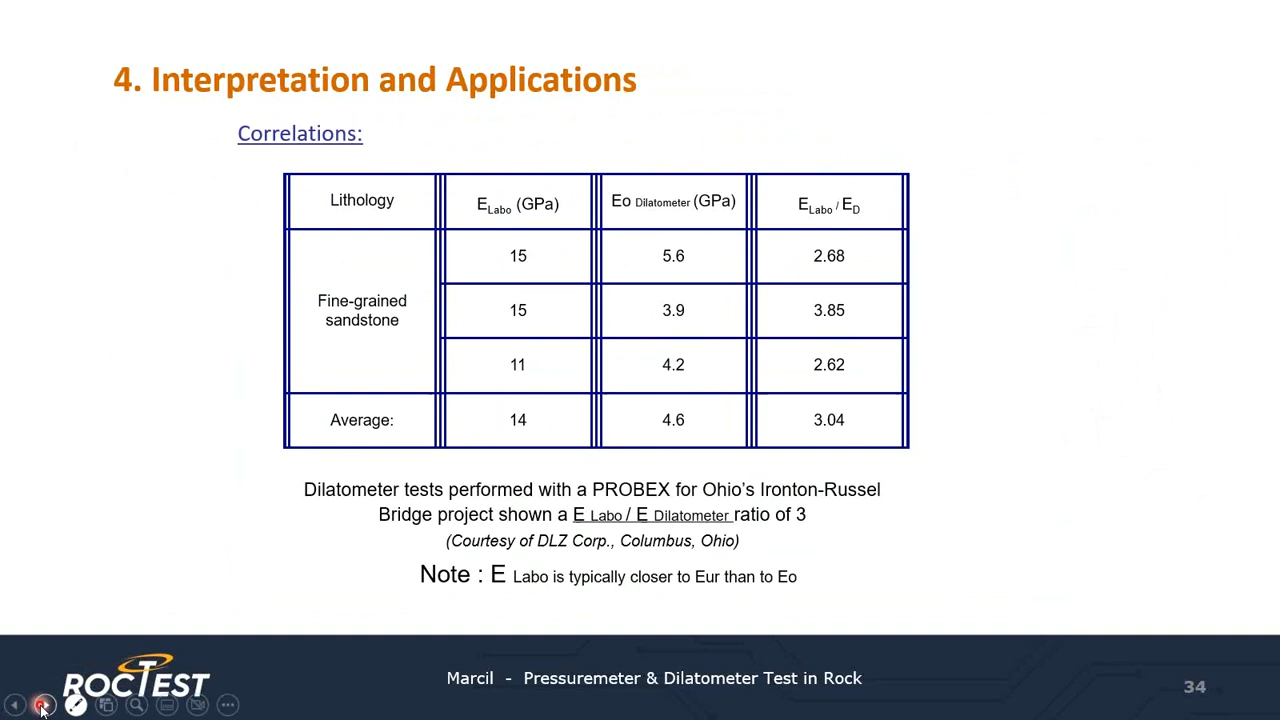 4. Interpretation and Applications
Correlations:
Lithology
E Labo (GPa)
Eo Dilatometer (GPa)
E Labo / E D
Fine-grained
sandstone
15
5.6
2.68
15
3.9
3.85
11
4.2
2.62
Average:
14
4.6
3.04
Dilatometer tests performed with a PROBEX for Ohio’s Ironton-Russel
Bridge project shown a E Labo / E Dilatometer ratio of 3
(Courtesy of DLZ Corp., Columbus, Ohio)
Note : E Labo is typically closer to Eur than to Eo
ROCTEST
Marcil - Pressuremeter & Dilatometer Test in Rock
34